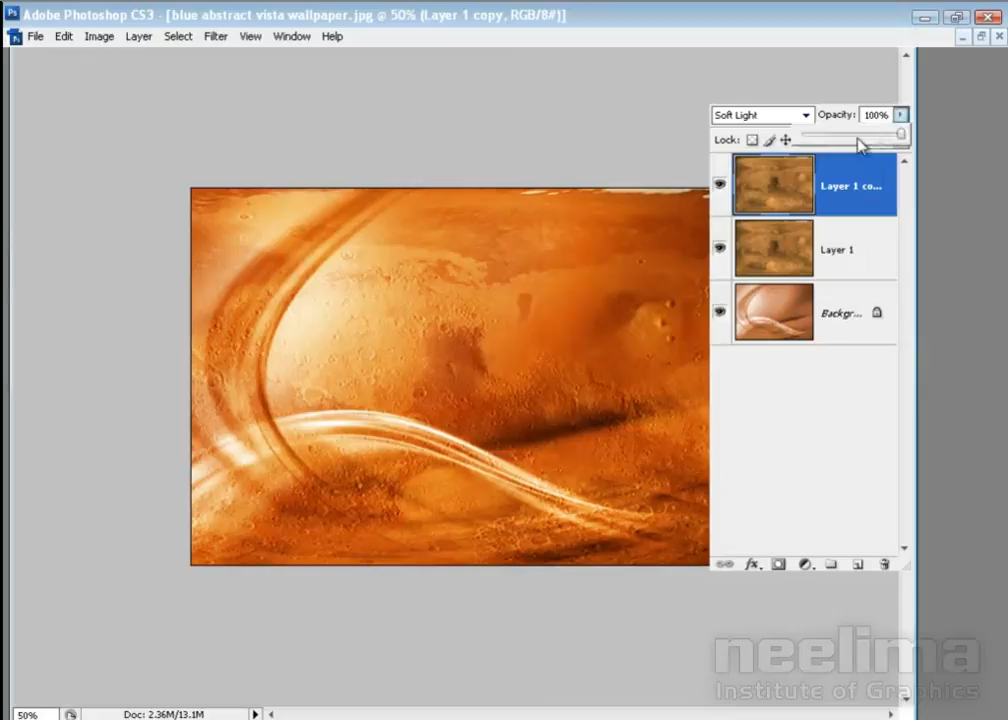 Adobe Photoshop CS3 - [blue abstract vista wallpaper.jpg @ 50% (Layer 1 copy, RGB/8#)]
File Edit Image Layer Select Filter View Window Help
Soft Light Opacity: 100%
Lock:
Layer 1 co...
Layer 1
Backgr...
fx.
neelima
Institute of Graphics
50% Doc: 2.36M/13.1M